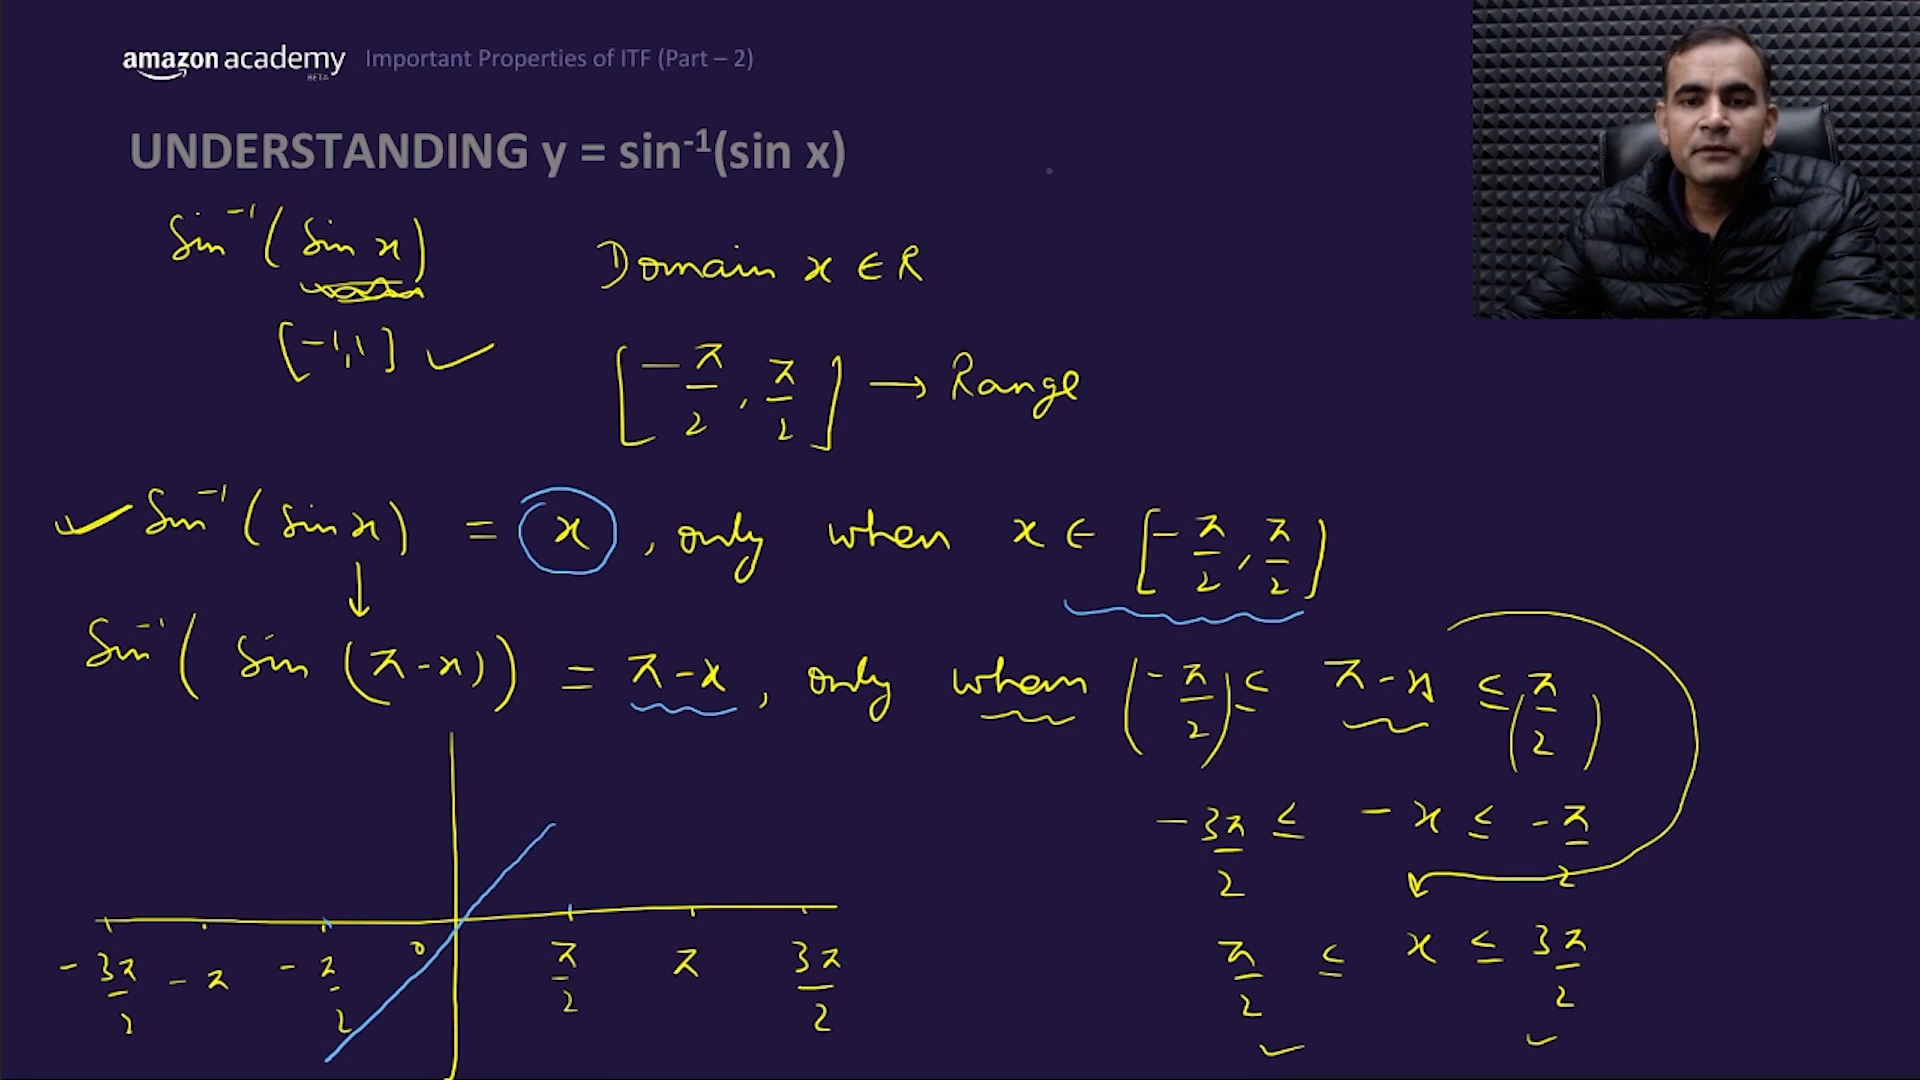 amazon academy Important Properties of ITF (Part – 2)
BETA
UNDERSTANDING y = sin⁻¹(sin x)
Sin⁻¹(Sin x) Domain x ∈ R
[-1,1] ✓ [-π/2, π/2] → Range
✓ Sin⁻¹(Sin x) = x, only when x ∈ [-π/2, π/2]
↓
Sin⁻¹(Sin(π-x)) = π-x, only when (-π/2) ≤ π-x ≤ (π/2)
-3π/2 ≤ -x ≤ -π/2
π/2 ≤ x ≤ 3π/2
✓ ✓
-3π/2 -π -π/2 0 π/2 π 3π/2